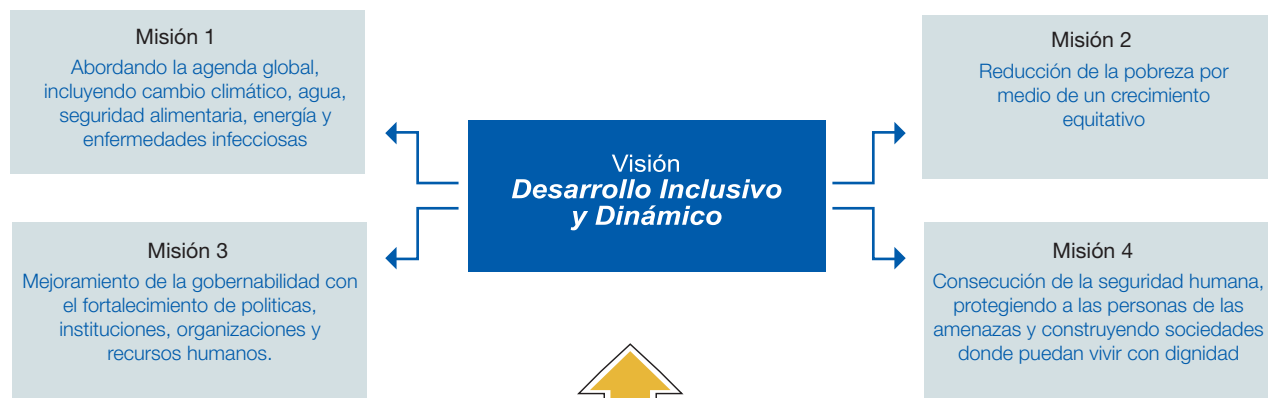 Misión 1
Abordando la agenda global,
incluyendo cambio climático, agua,
seguridad alimentaria, energía y
enfermedades infecciosas
Misión 2
Reducción de la pobreza por
medio de un crecimiento
equitativo
Visión
Desarrollo Inclusivo
y Dinámico
Misión 3
Mejoramiento de la gobernabilidad con
el fortalecimiento de politicas,
instituciones, organizaciones y
recursos humanos.
Misión 4
Consecución de la seguridad humana,
protegiendo a las personas de las
amenazas y construyendo sociedades
donde puedan vivir con dignidad